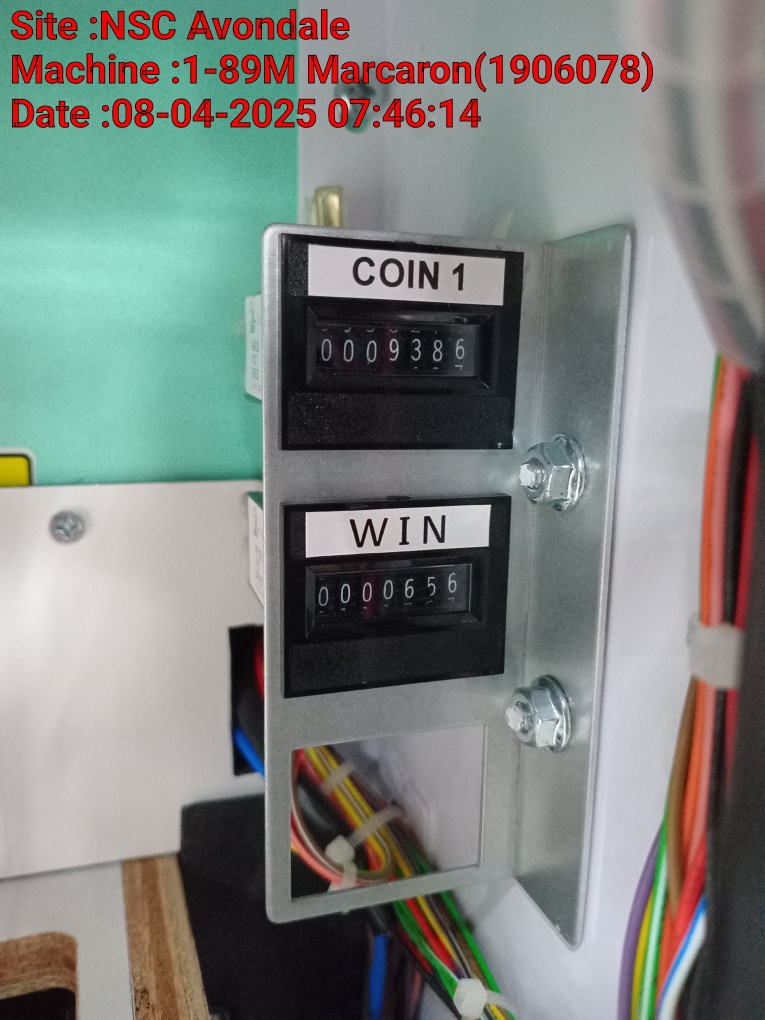 Site :NSC Avondale
Machine :1-89M Marcaron(1906078)
Date :08-04-2025 07:46:14
COIN 1
0009386
WIN
0000656